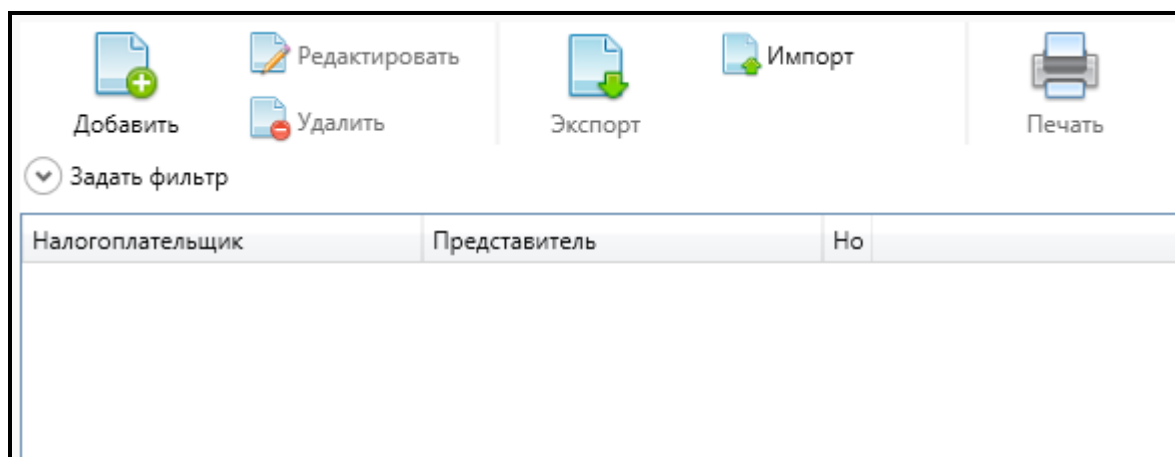 Редактировать
Импорт
Добавить
Удалить
Экспорт
Печать
Задать фильтр
Налогоплательщик Представитель Но